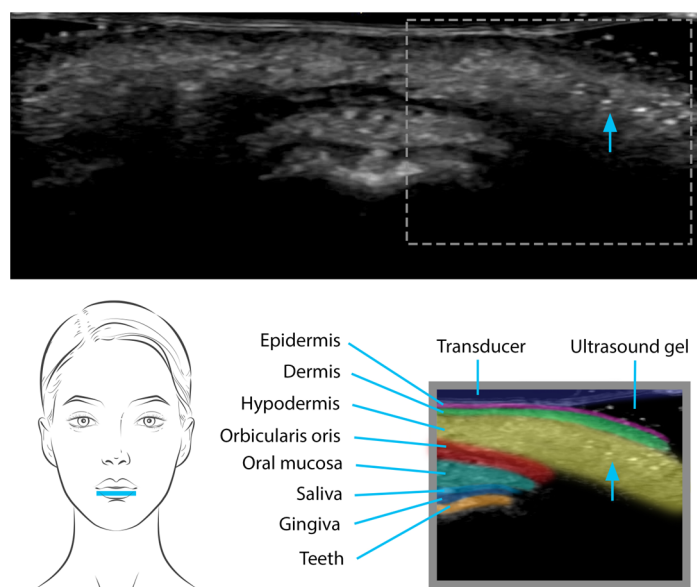 Epidermis
Dermis
Hypodermis
Orbicularis oris
Oral mucosa
Saliva
Gingiva
Teeth
Transducer
Ultrasound gel